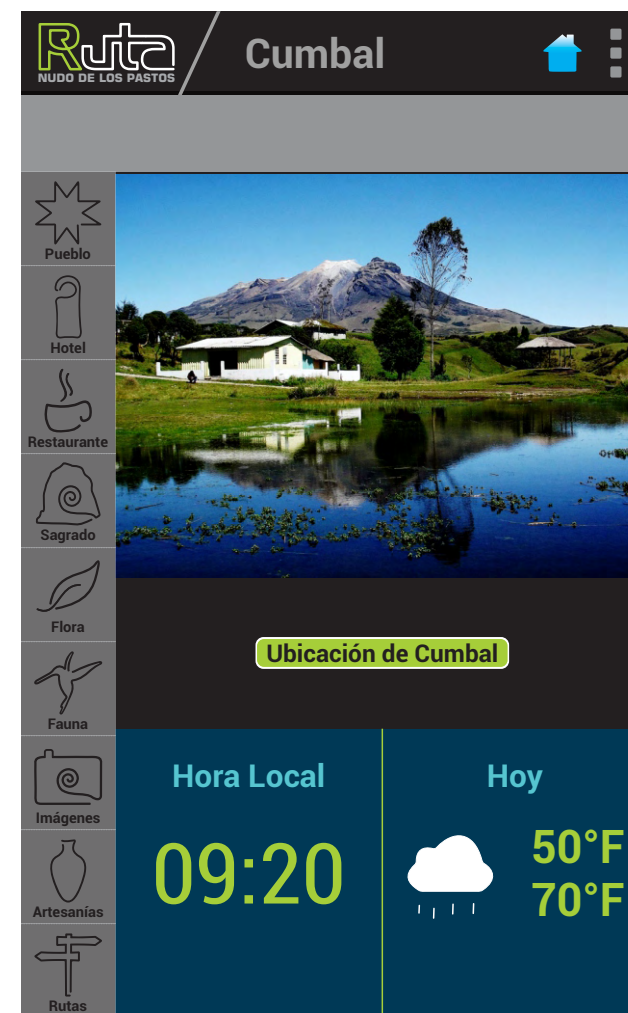 Ruta
NUDO DE LOS PASTOS
Cumbal
Pueblo
Hotel
Restaurante
Sagrado
Flora
Fauna
Imágenes
Artesanías
Rutas
Ubicación de Cumbal
Hora Local
09:20
Hoy
50°F
70°F